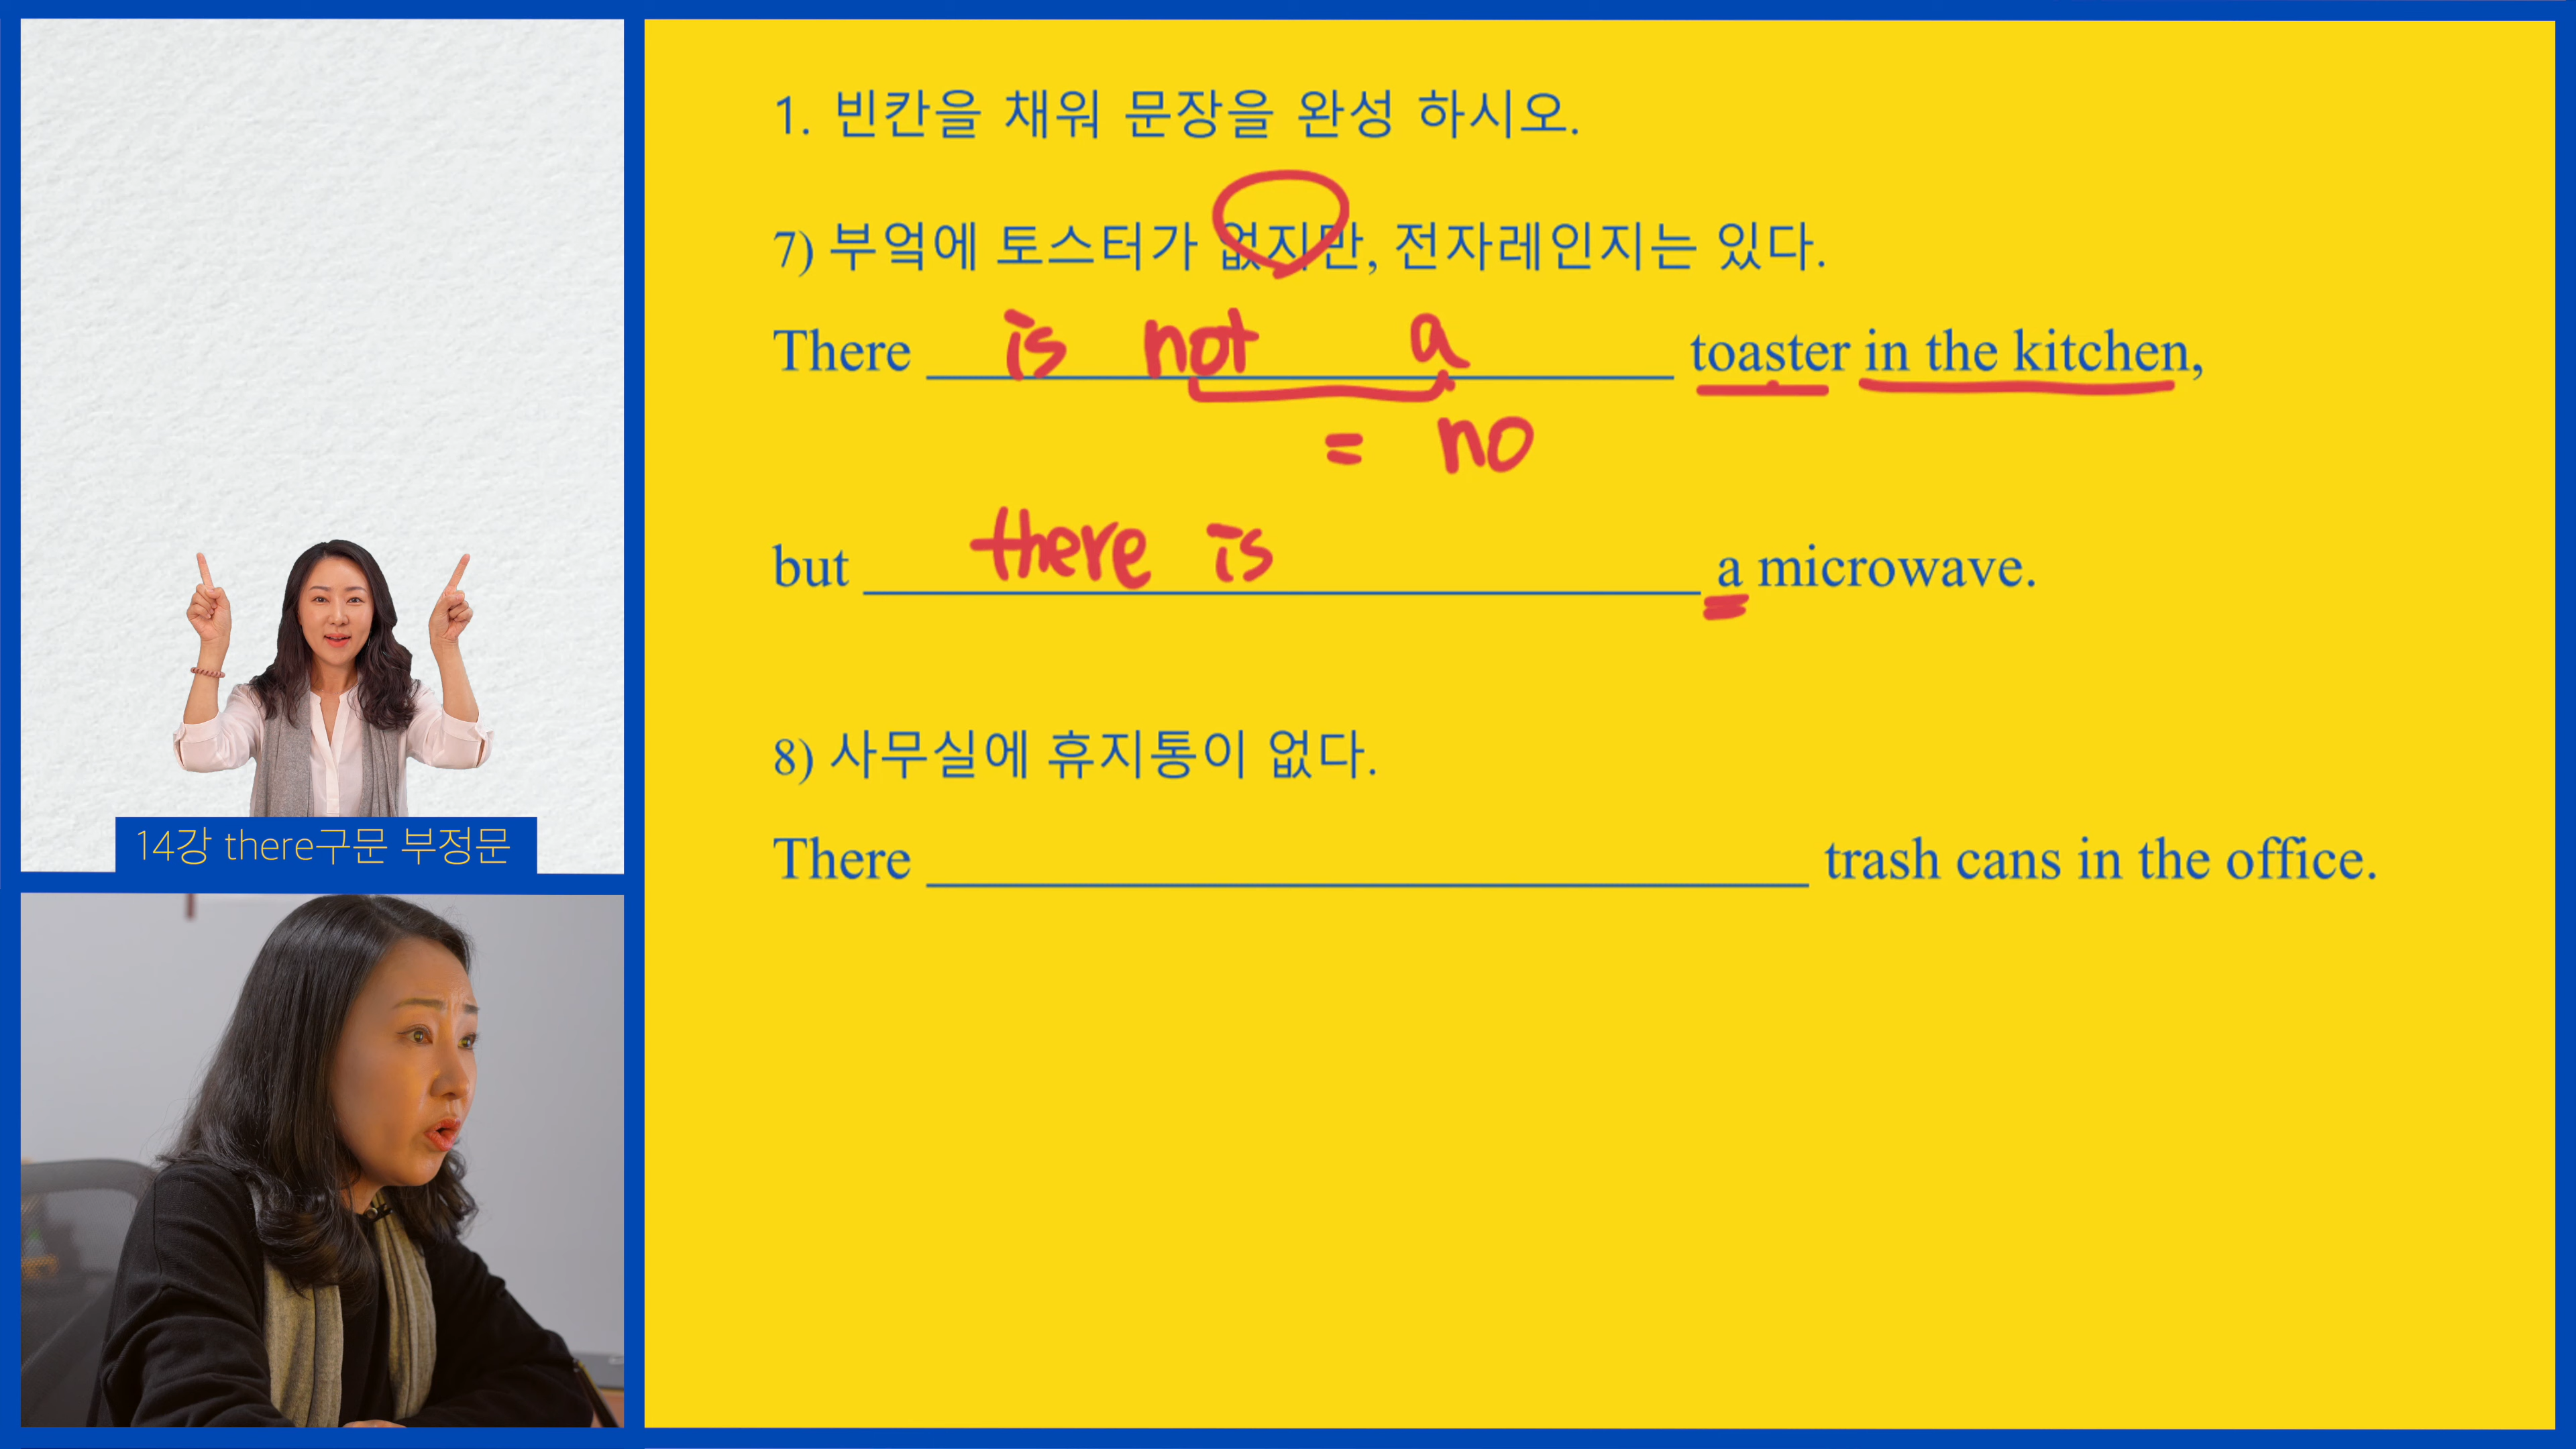 14강 there구문 부정문
1. 빈칸을 채워 문장을 완성 하시오.
7) 부엌에 토스터가 없지만, 전자레인지는 있다.
There is not a toaster in the kitchen,
= no
but there is a microwave.
8) 사무실에 휴지통이 없다.
There ____ trash cans in the office.